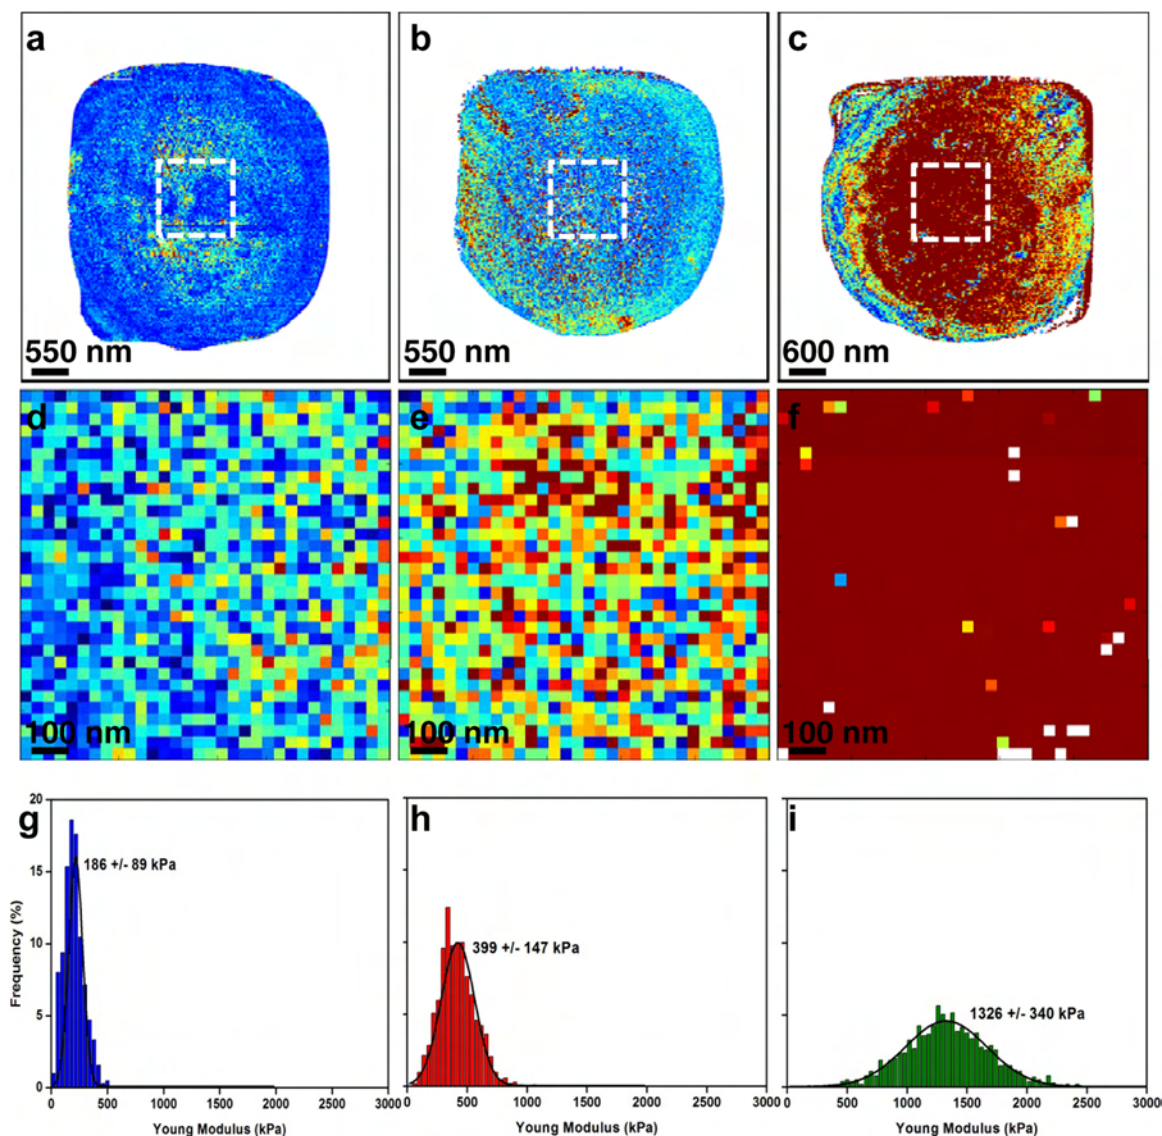 a
b
c
550 nm
550 nm
600 nm
d
e
f
100 nm
100 nm
100 nm
g
h
i
20
15
10
5
0
Frequency (%)
186 +/- 89 kPa
399 +/- 147 kPa
1326 +/- 340 kPa
0 500 1000 1500 2000 2500 3000
0 500 1000 1500 2000 2500 3000
500 1000 1500 2000 2500 3000
Young Modulus (kPa)
Young Modulus (kPa)
Young Modulus (kPa)